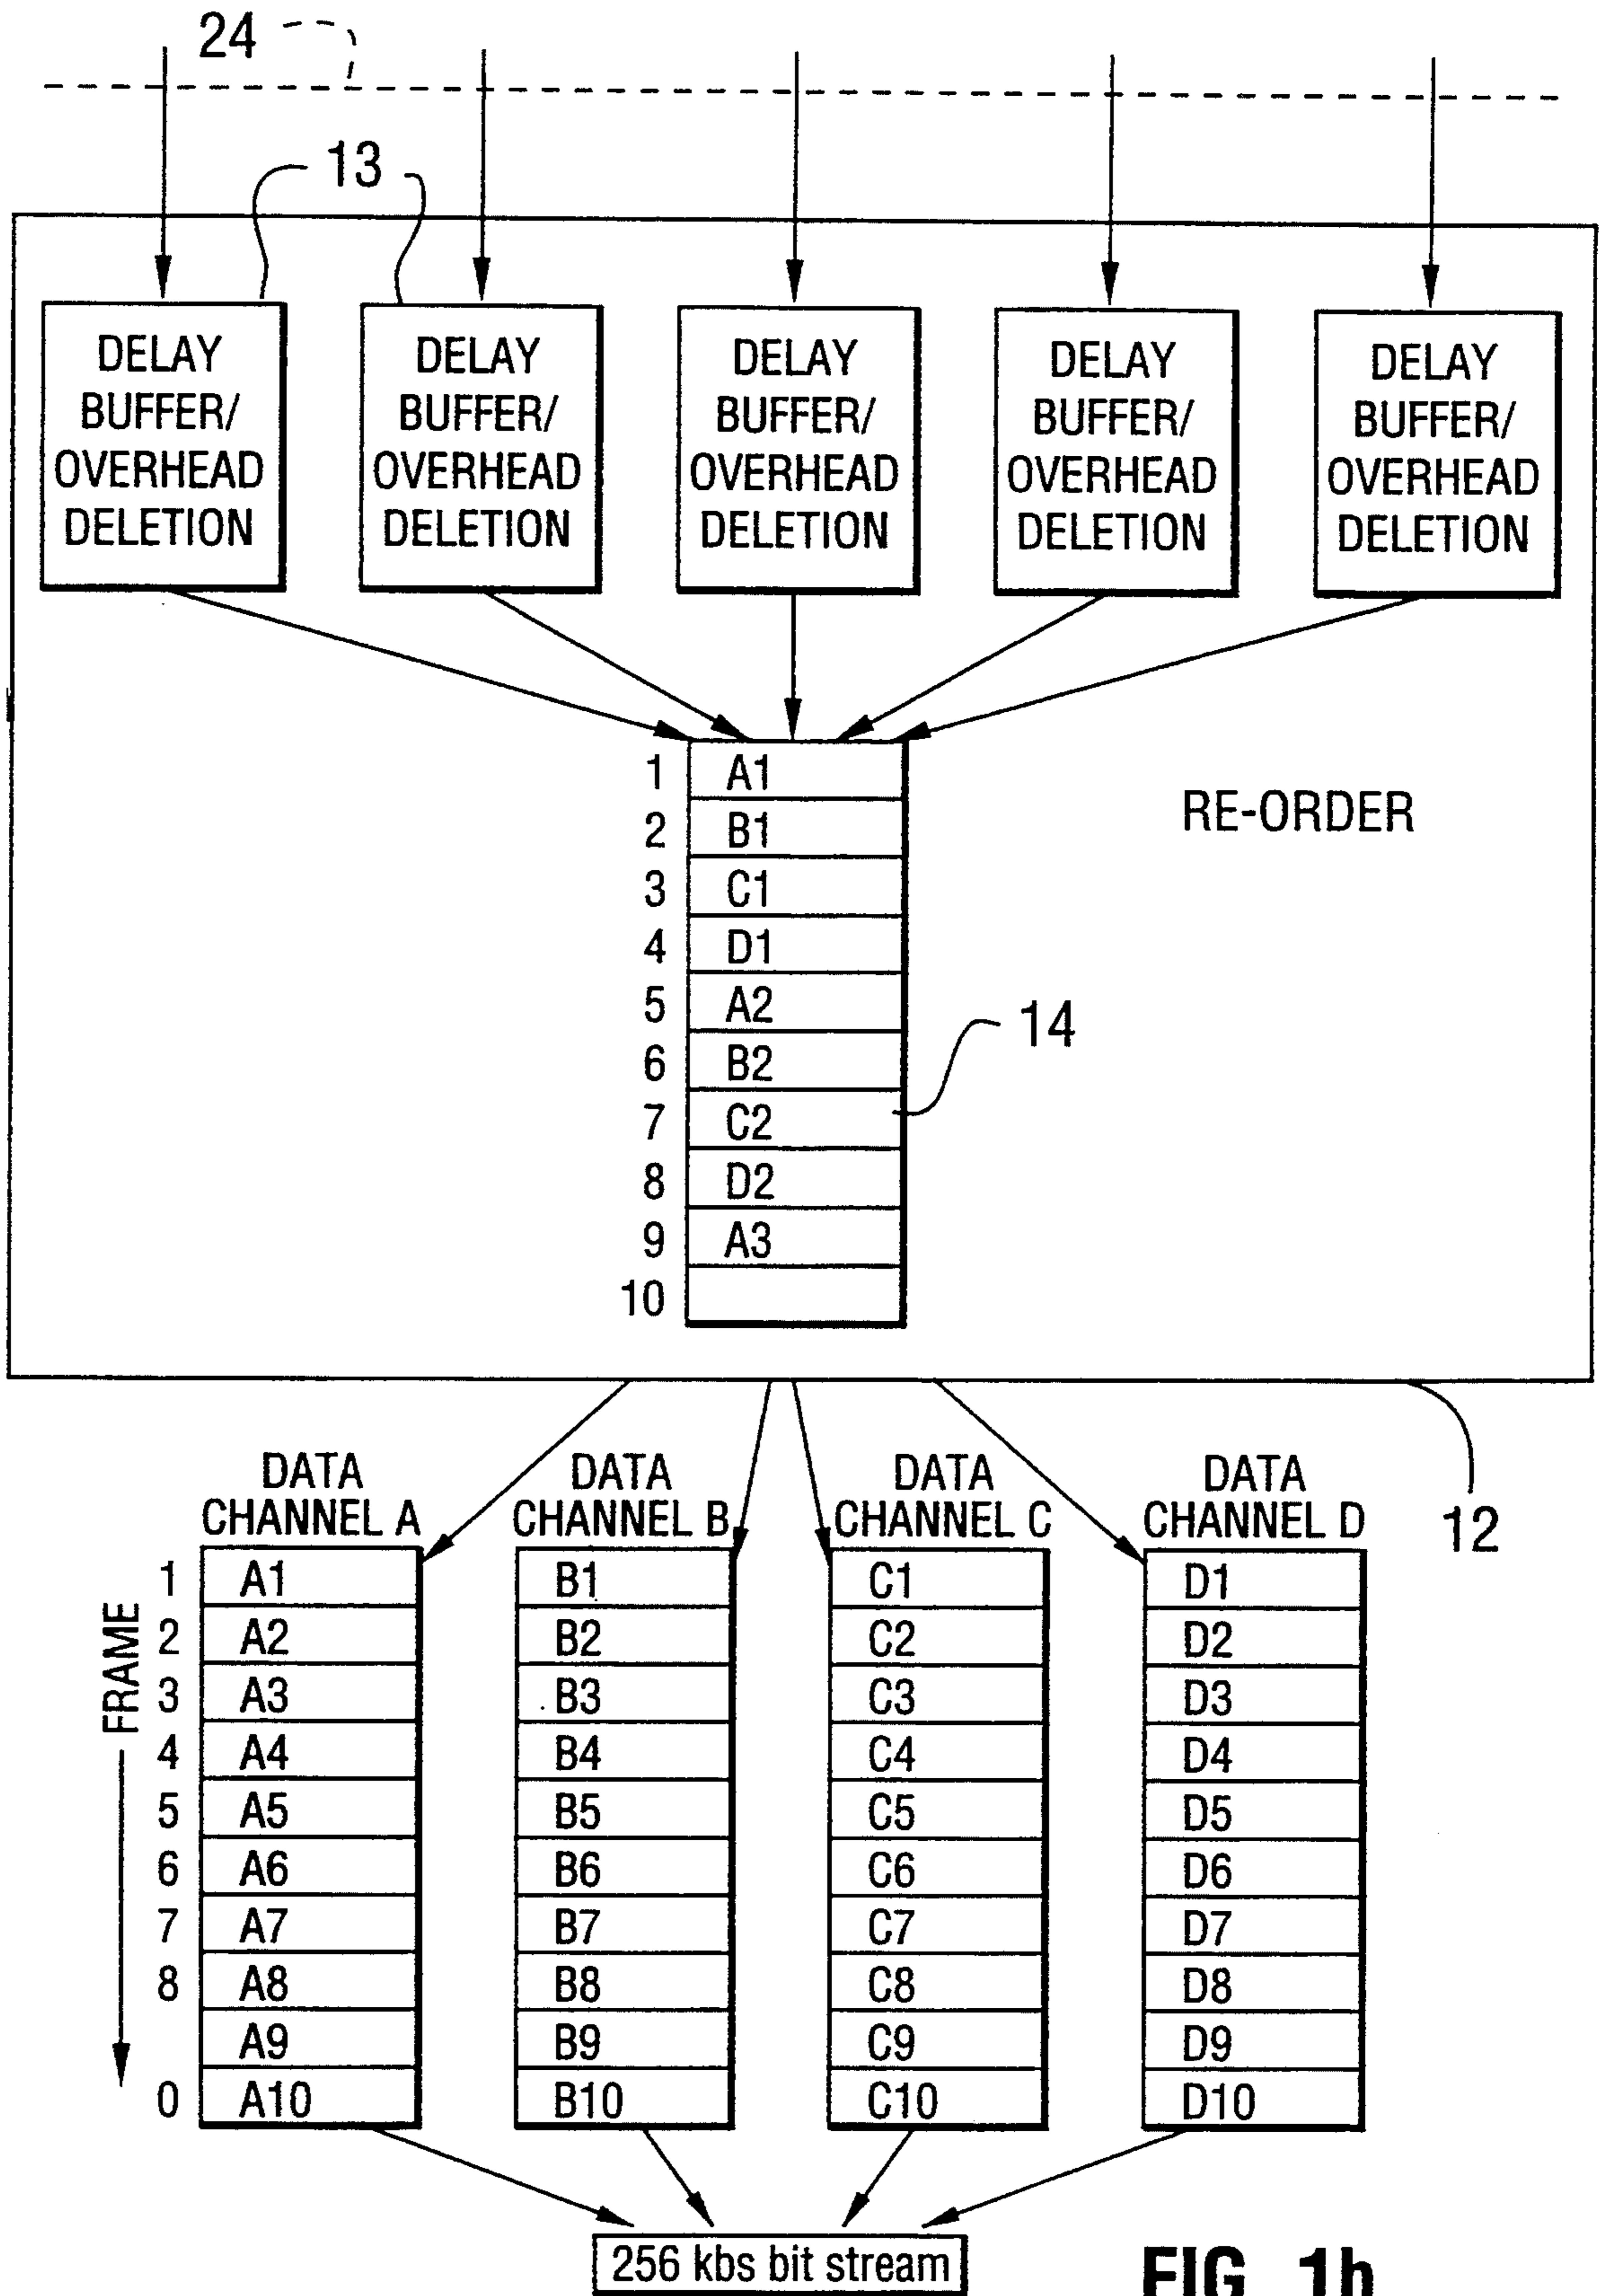 24
13
DELAY BUFFER/ OVERHEAD DELETION
DELAY BUFFER/ OVERHEAD DELETION
DELAY BUFFER/ OVERHEAD DELETION
DELAY BUFFER/ OVERHEAD DELETION
DELAY BUFFER/ OVERHEAD DELETION
1 A1
RE-ORDER
2 B1
3 C1
4 D1
5 A2
14
6 B2
7 C2
8 D2
9 A3
10
12
DATA CHANNEL A
DATA CHANNEL B
DATA CHANNEL C
DATA CHANNEL D
FRAME
1 A1 B1 C1 D1
2 A2 B2 C2 D2
3 A3 B3 C3 D3
4 A4 B4 C4 D4
5 A5 B5 C5 D5
6 A6 B6 C6 D6
7 A7 B7 C7 D7
8 A8 B8 C8 D8
A9 B9 C9 D9
0 A10 B10 C10 D10
256 kbs bit stream
FIG. 1b